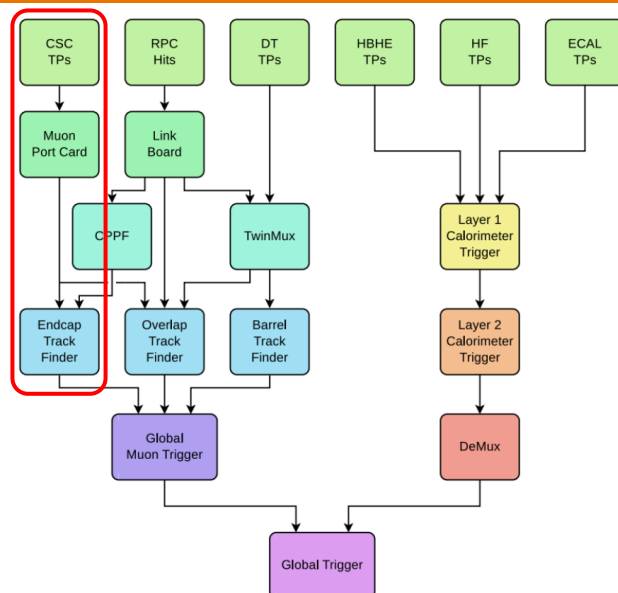 CSC
TPs
RPC
Hits
DT
TPs
HBHE
TPs
HF
TPs
ECAL
TPs
Muon
Port Card
Link
Board
CPPF
TwinMux
Layer 1
Calorimeter
Trigger
Endcap
Track
Finder
Overlap
Track
Finder
Barrel
Track
Finder
Layer 2
Calorimeter
Trigger
Global
Muon Trigger
DeMux
Global Trigger